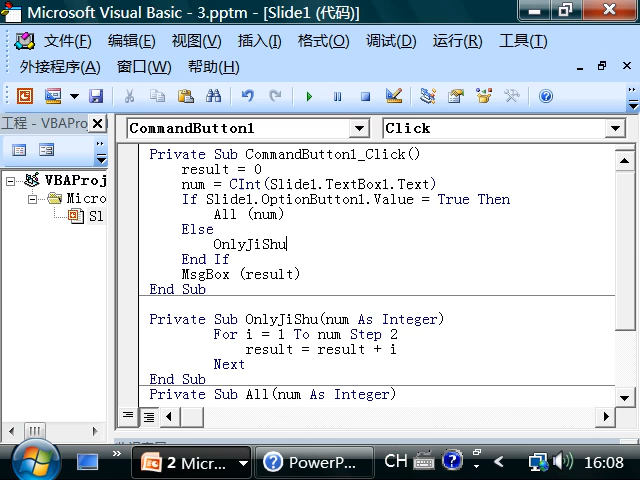 Microsoft Visual Basic - 3.pptm - [Slide1 (代码)]
文件(F) 编辑(E) 视图(V) 插入(I) 格式(O) 调试(D) 运行(R) 工具(T)
外接程序(A) 窗口(W) 帮助(H)
工程 - VBAPro
CommandButton1 Click
VBAProj
Micro
Sl
Private Sub CommandButton1_Click()
result = 0
num = CInt(Slide1.TextBox1.Text)
If Slide1.OptionButton1.Value = True Then
All (num)
Else
OnlyJiShu
End If
MsgBox (result)
End Sub
Private Sub OnlyJiShu(num As Integer)
For i = 1 To num Step 2
result = result + i
Next
End Sub
Private Sub All(num As Integer)
2 Micr... PowerP... CH 16:08